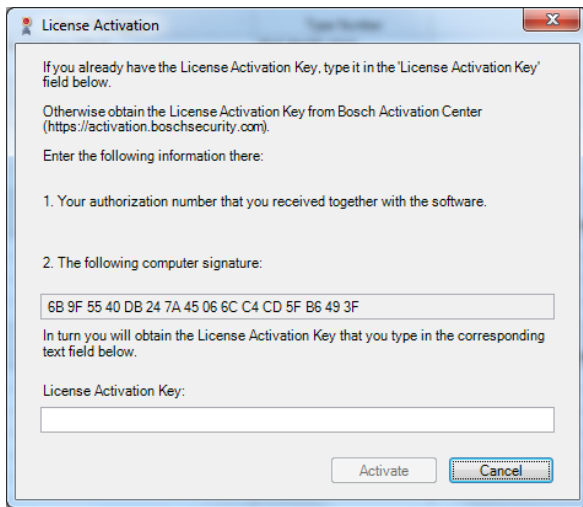 License Activation
If you already have the License Activation Key, type it in the 'License Activation Key'
field below.
Otherwise obtain the License Activation Key from Bosch Activation Center
(https://activation.boschsecurity.com).
Enter the following information there:
1. Your authorization number that you received together with the software.
2. The following computer signature:
6B 9F 55 40 DB 24 7A 45 06 6C C4 CD 5F B6 49 3F
In turn you will obtain the License Activation Key that you type in the corresponding
text field below.
License Activation Key:
Activate
Cancel